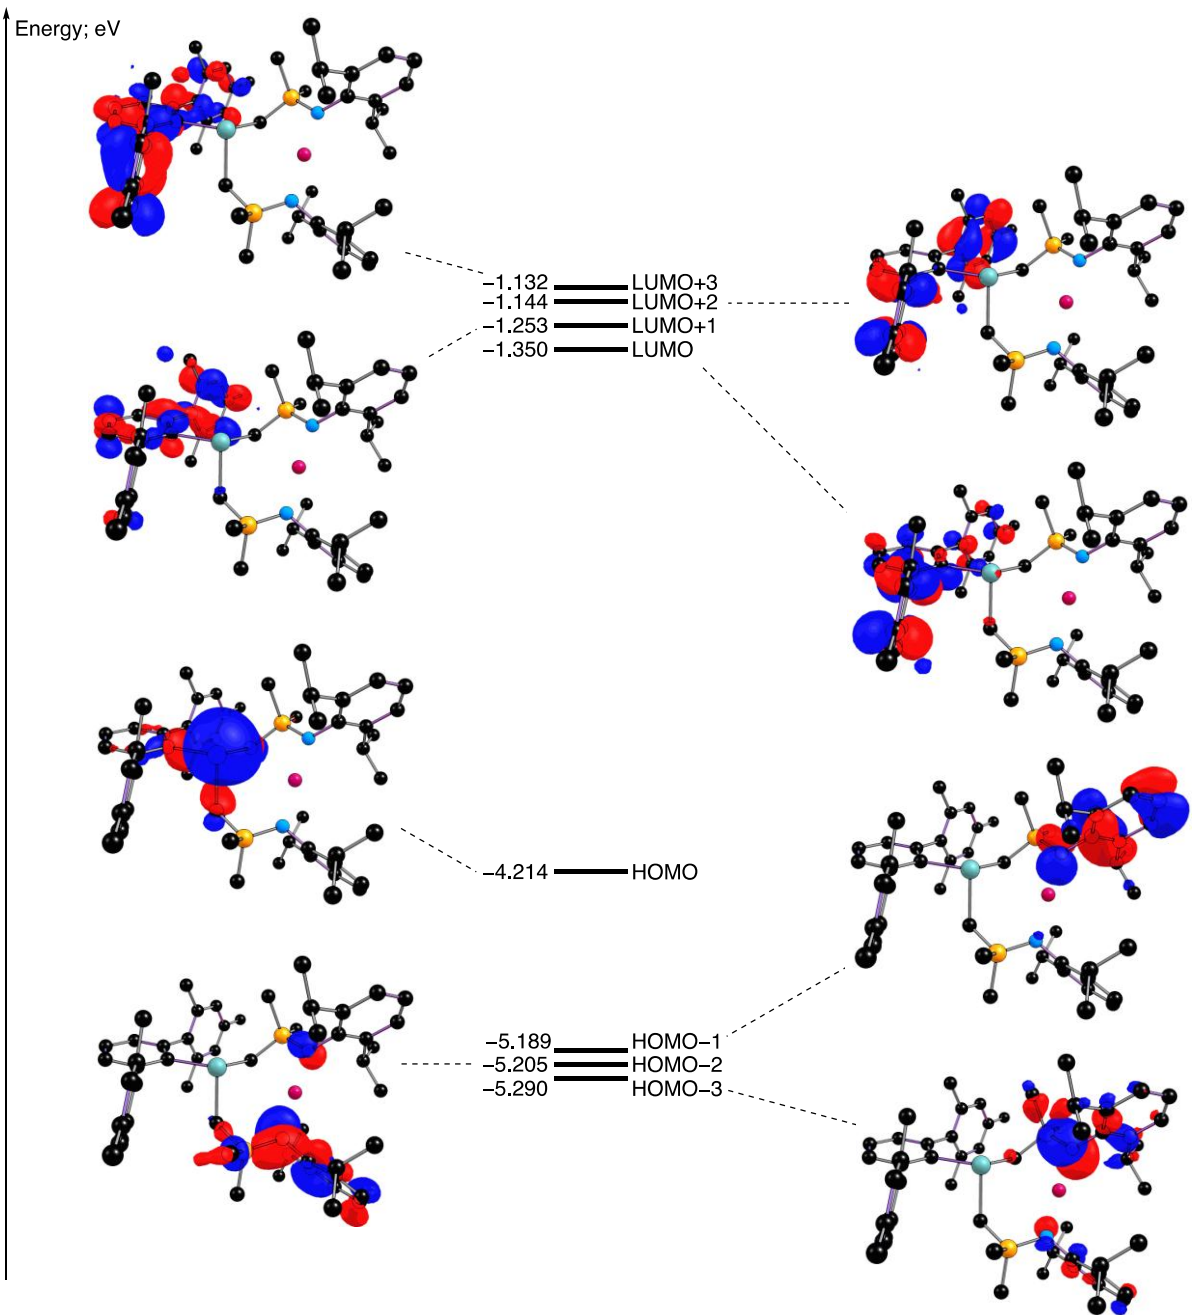 Energy; eV
−1.132 LUMO+3
−1.144 LUMO+2
−1.253 LUMO+1
−1.350 LUMO
−4.214 HOMO
−5.189 HOMO−1
−5.205 HOMO−2
−5.290 HOMO−3